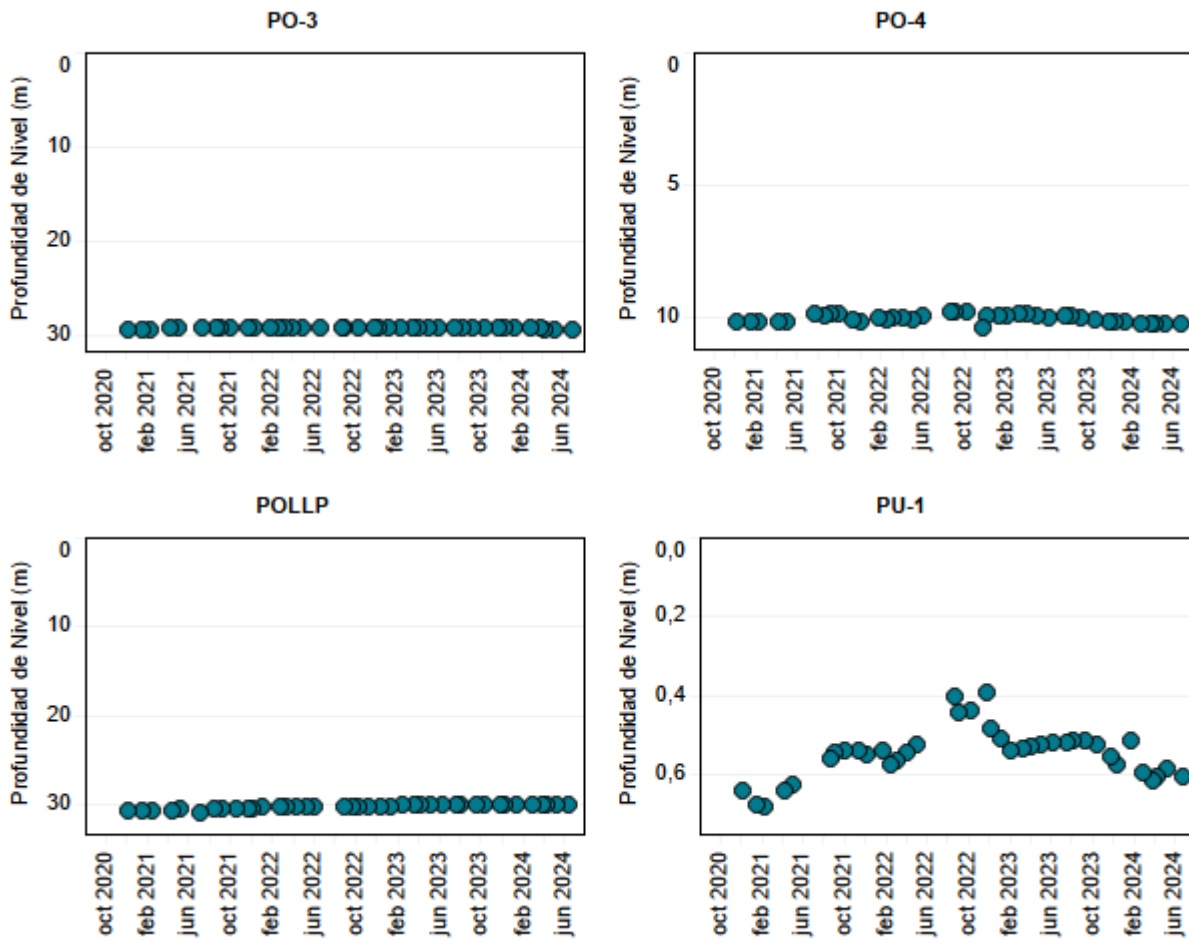 PO-3
Profundidad de Nivel (m)
0
10
20
30
oct 2020
feb 2021
jun 2021
oct 2021
feb 2022
jun 2022
oct 2022
feb 2023
jun 2023
oct 2023
feb 2024
jun 2024
PO-4
Profundidad de Nivel (m)
0
5
10
oct 2020
feb 2021
jun 2021
oct 2021
feb 2022
jun 2022
oct 2022
feb 2023
jun 2023
oct 2023
feb 2024
jun 2024
POLLP
Profundidad de Nivel (m)
0
10
20
30
oct 2020
feb 2021
jun 2021
oct 2021
feb 2022
jun 2022
oct 2022
feb 2023
jun 2023
oct 2023
feb 2024
jun 2024
PU-1
Profundidad de Nivel (m)
0,0
0,2
0,4
0,6
oct 2020
feb 2021
jun 2021
oct 2021
feb 2022
jun 2022
oct 2022
feb 2023
jun 2023
oct 2023
feb 2024
jun 2024